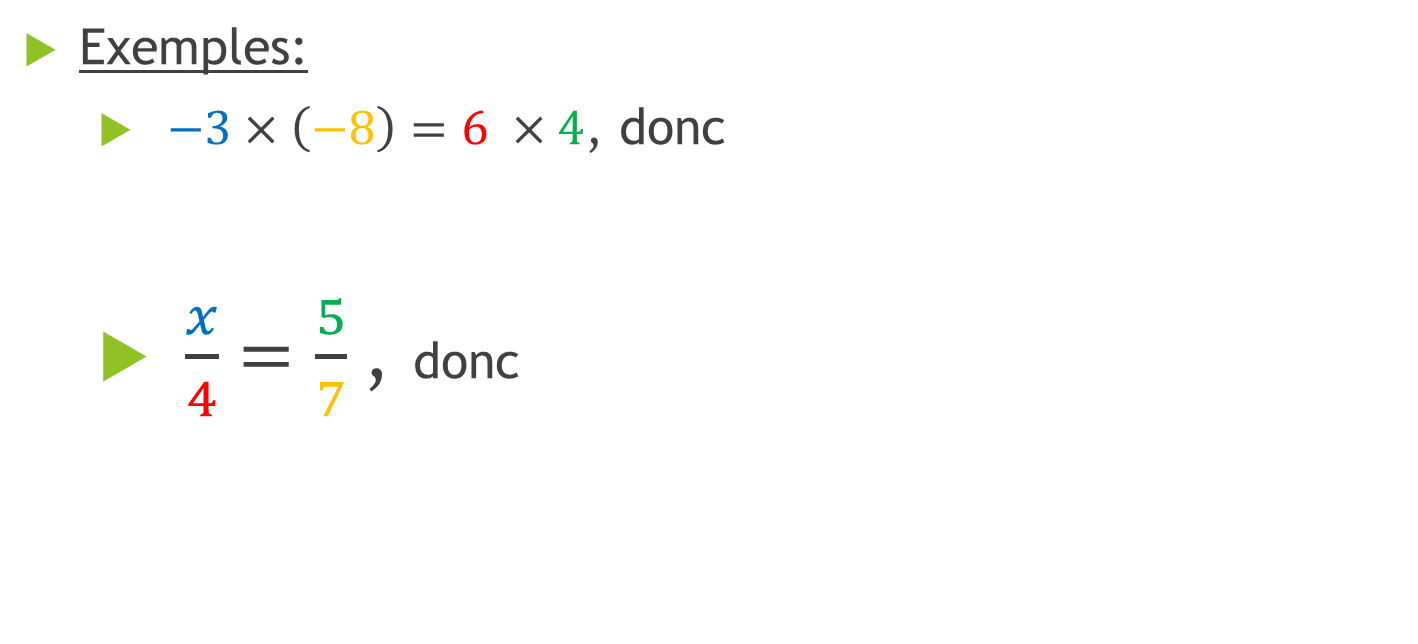 Exemples:
−3 × (−8) = 6 × 4, donc
x/4 = 5/7 , donc